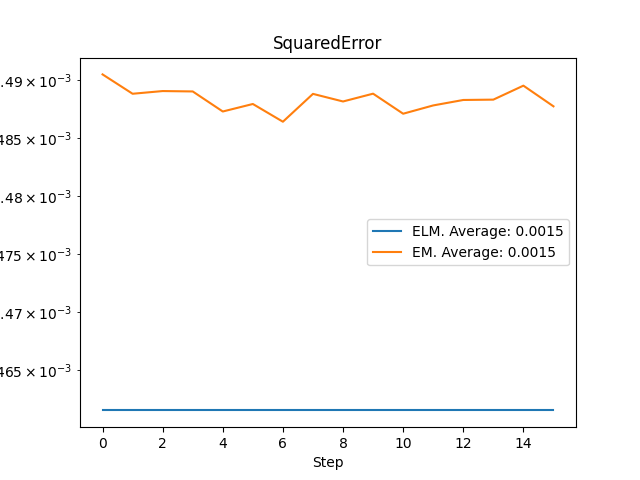 SquaredError
.49 × 10⁻³
485 × 10⁻³
.48 × 10⁻³
475 × 10⁻³
.47 × 10⁻³
465 × 10⁻³
ELM. Average: 0.0015
EM. Average: 0.0015
0 2 4 6 8 10 12 14
Step